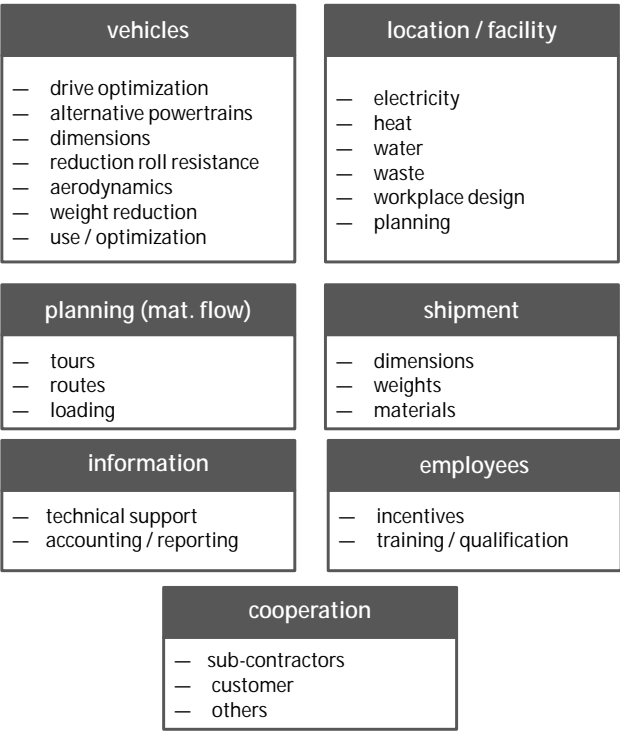 vehicles
— drive optimization
— alternative powertrains
— dimensions
— reduction roll resistance
— aerodynamics
— weight reduction
— use / optimization
location / facility
— electricity
— heat
— water
— waste
— workplace design
— planning
planning (mat. flow)
— tours
— routes
— loading
shipment
— dimensions
— weights
— materials
information
— technical support
— accounting / reporting
employees
— incentives
— training / qualification
cooperation
— sub-contractors
— customer
— others